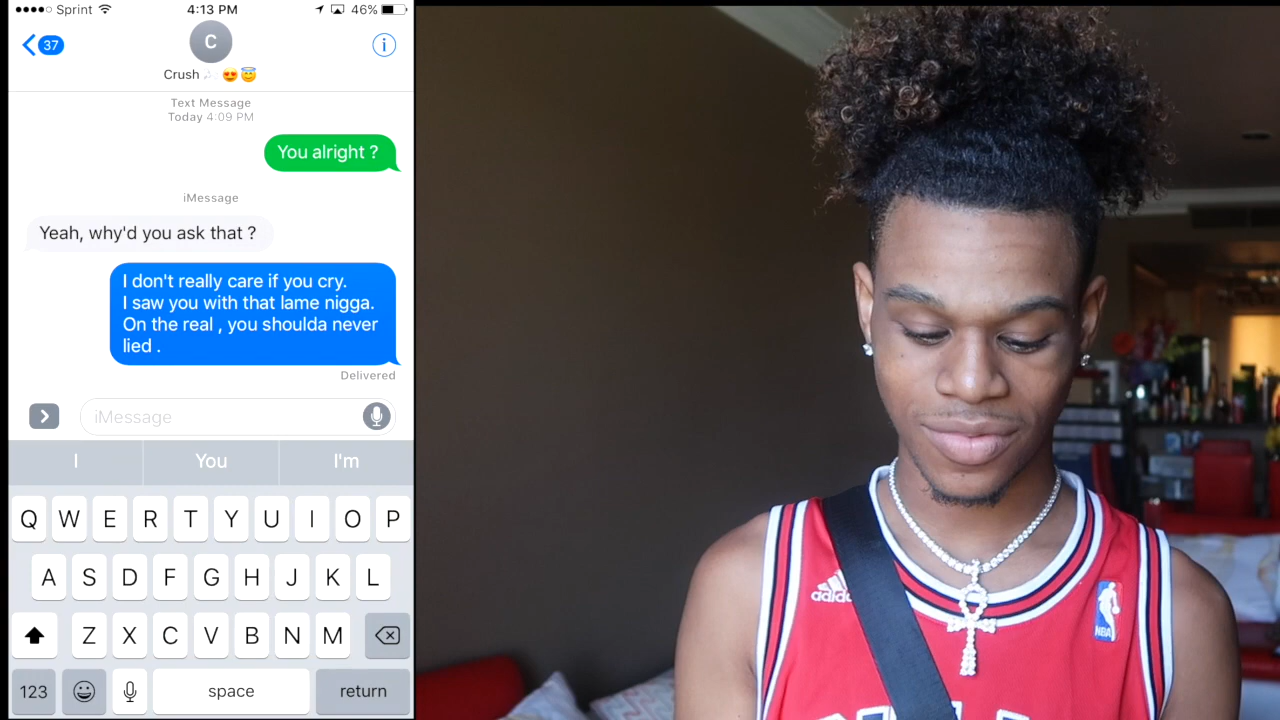 Sprint 4:13 PM 46%
37
C
Crush
Text Message
Today 4:09 PM
You alright ?
iMessage
Yeah, why'd you ask that ?
I don't really care if you cry.
I saw you with that lame nigga.
On the real , you shoulda never
lied .
Delivered
iMessage
I You I'm
Q W E R T Y U I O P
A S D F G H J K L
Z X C V B N M
123 space return
adidas
NBA